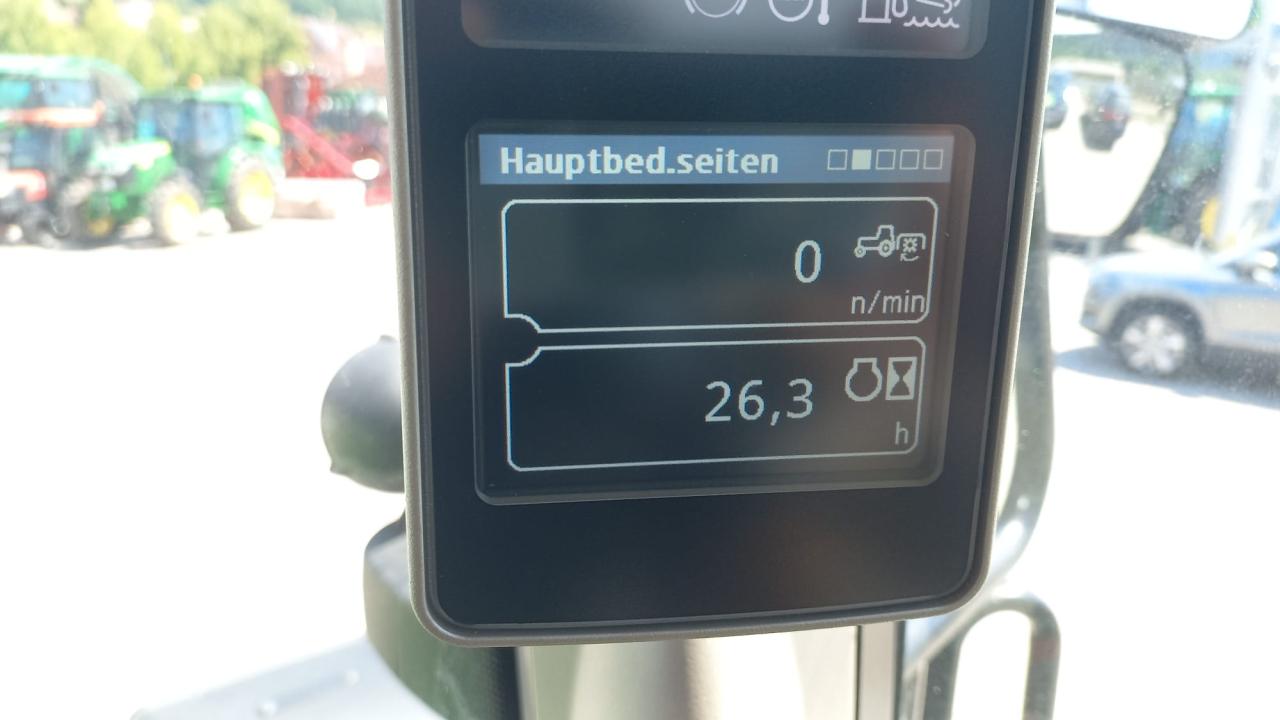 Hauptbed.seiten
0
n/min
26,3
h